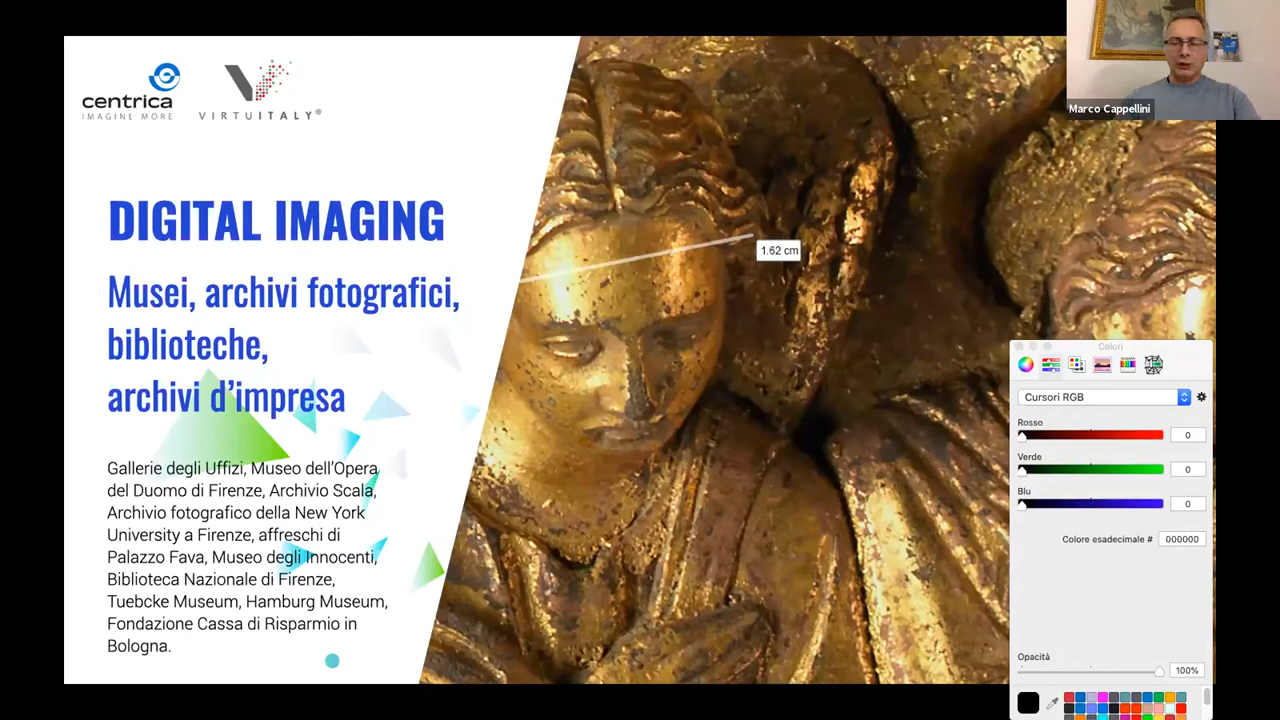 centrica
IMAGINE MORE
VIRTUITALY®
DIGITAL IMAGING
Musei, archivi fotografici,
biblioteche,
archivi d'impresa
Gallerie degli Uffizi, Museo dell'Opera
del Duomo di Firenze, Archivio Scala,
Archivio fotografico della New York
University a Firenze, affreschi di
Palazzo Fava, Museo degli Innocenti,
Biblioteca Nazionale di Firenze,
Tuebcke Museum, Hamburg Museum,
Fondazione Cassa di Risparmio in
Bologna.
1.62 cm
Marco Cappellini
Colori
Cursori RGB
Rosso
0
Verde
0
Blu
0
Colore esadecimale # 000000
Opacità
100%